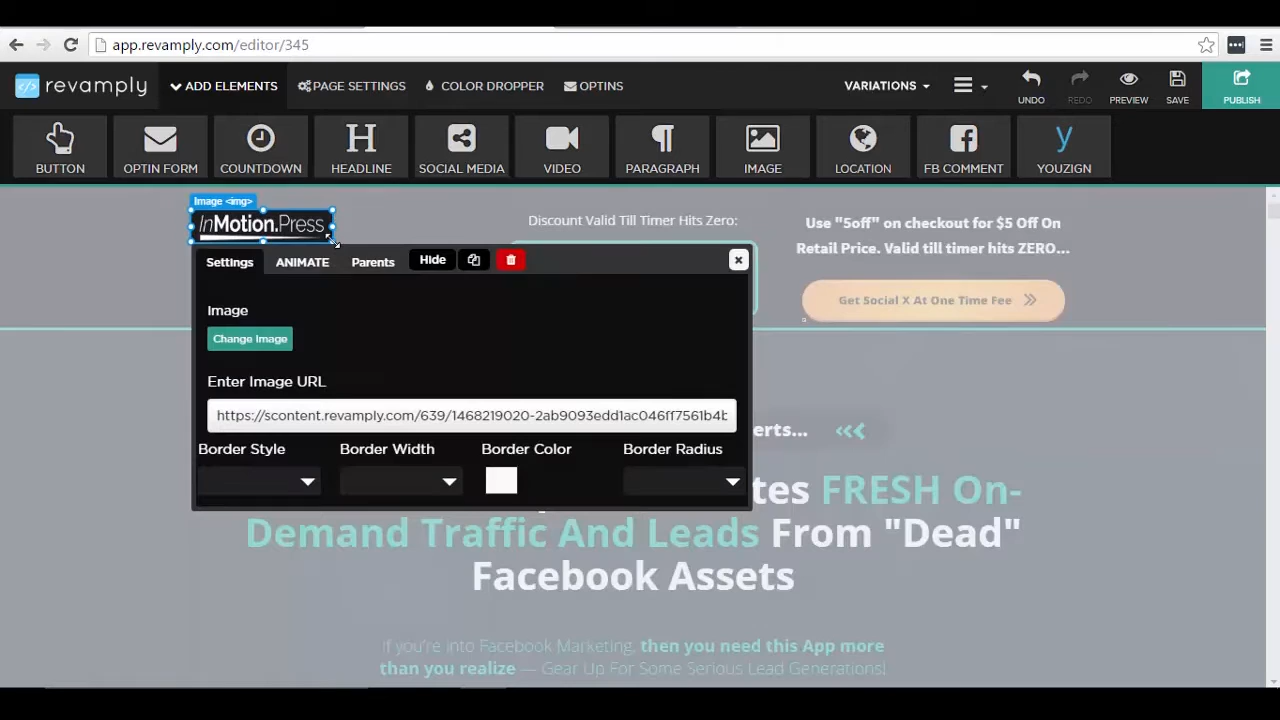 app.revamply.com/editor/345
revamply
ADD ELEMENTS
PAGE SETTINGS
COLOR DROPPER
OPTINS
VARIATIONS
UNDO
REDO
PREVIEW
SAVE
PUBLISH
BUTTON
OPTIN FORM
COUNTDOWN
HEADLINE
SOCIAL MEDIA
VIDEO
PARAGRAPH
IMAGE
LOCATION
FB COMMENT
YOUZIGN
Image <img>
InMotion.Press
Discount Valid Till Timer Hits Zero:
Use "5off" on checkout for $5 Off On
Retail Price. Valid till timer hits ZERO...
Get Social X At One Time Fee
Settings
ANIMATE
Parents
Hide
Image
Change Image
Enter Image URL
https://scontent.revamply.com/639/1468219020-2ab9093edd1ac046ff7561b4b
Border Style
Border Width
Border Color
Border Radius
erts...
tes FRESH On-
Demand Traffic And Leads From "Dead"
Facebook Assets
If you're into Facebook Marketing, then you need this App more
than you realize — Gear Up For Some Serious Lead Generations!